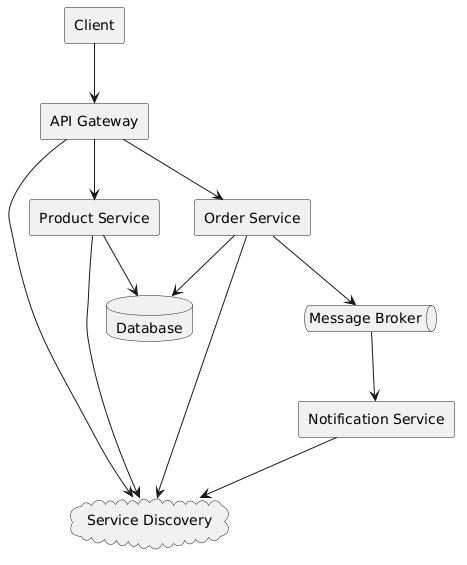 Client
API Gateway
Product Service
Order Service
Database
Message Broker
Notification Service
Service Discovery